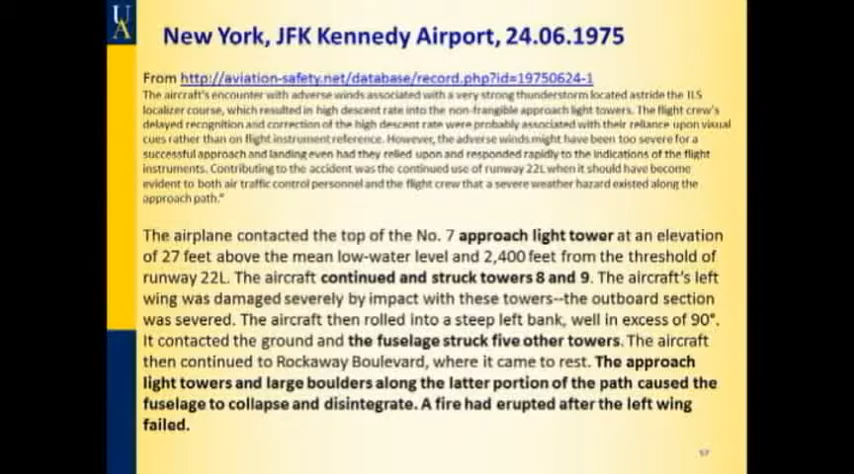 UA
New York, JFK Kennedy Airport, 24.06.1975
From http://aviation-safety.net/database/record.php?id=19750624-1
The aircraft's encounter with adverse winds associated with a very strong thunderstorm located astride the ILS
localizer course, which resulted in high descent rate into the non-frangible approach light towers. The flight crew's
delayed recognition and correction of the high descent rate were probably associated with their reliance upon visual
cues rather than on flight instrument reference. However, the adverse winds might have been too severe for a
successful approach and landing even had they relied upon and responded rapidly to the indications of the flight
instruments. Contributing to the accident was the continued use of runway 22L when it should have become
evident to both air traffic control personnel and the flight crew that a severe weather hazard existed along the
approach path."
The airplane contacted the top of the No. 7 approach light tower at an elevation
of 27 feet above the mean low-water level and 2,400 feet from the threshold of
runway 22L. The aircraft continued and struck towers 8 and 9. The aircraft's left
wing was damaged severely by impact with these towers--the outboard section
was severed. The aircraft then rolled into a steep left bank, well in excess of 90°.
It contacted the ground and the fuselage struck five other towers. The aircraft
then continued to Rockaway Boulevard, where it came to rest. The approach
light towers and large boulders along the latter portion of the path caused the
fuselage to collapse and disintegrate. A fire had erupted after the left wing
failed.
57